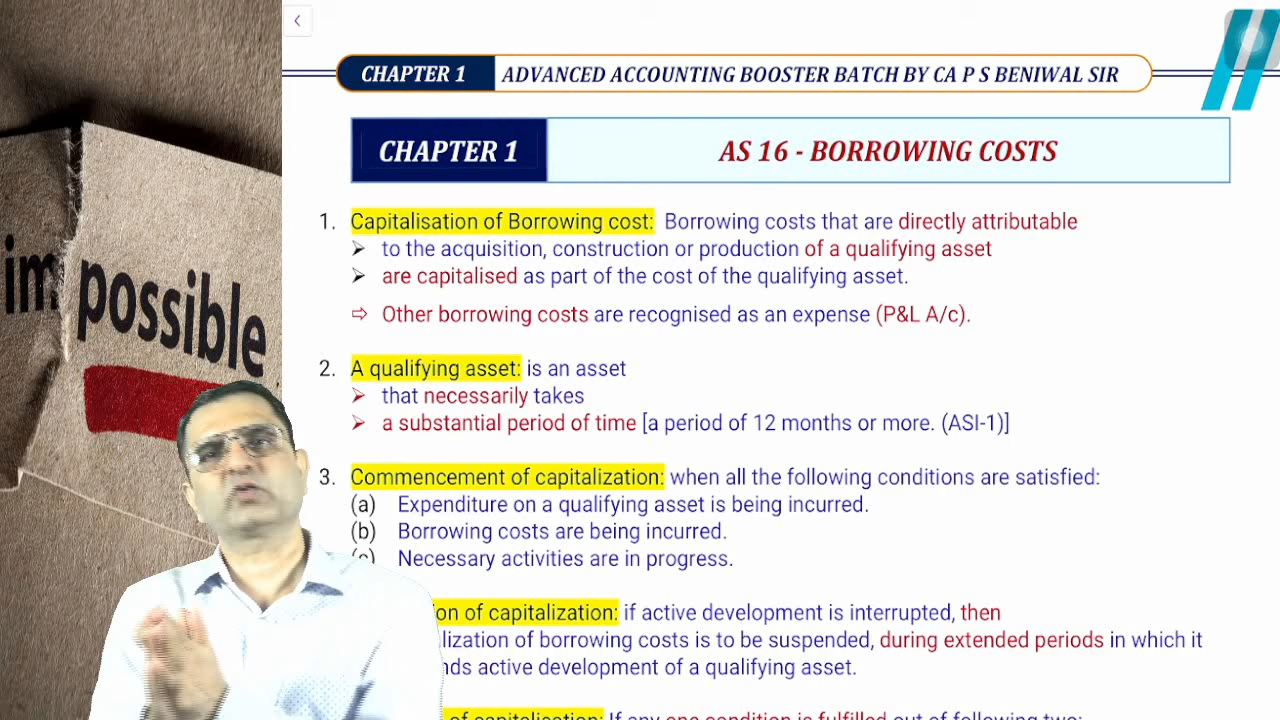 impossible
CHAPTER 1 ADVANCED ACCOUNTING BOOSTER BATCH BY CA P S BENIWAL SIR
CHAPTER 1 AS 16 - BORROWING COSTS
1. Capitalisation of Borrowing cost: Borrowing costs that are directly attributable
➢ to the acquisition, construction or production of a qualifying asset
➢ are capitalised as part of the cost of the qualifying asset.
⇨ Other borrowing costs are recognised as an expense (P&L A/c).
2. A qualifying asset: is an asset
➢ that necessarily takes
➢ a substantial period of time [a period of 12 months or more. (ASI-1)]
3. Commencement of capitalization: when all the following conditions are satisfied:
(a) Expenditure on a qualifying asset is being incurred.
(b) Borrowing costs are being incurred.
(c) Necessary activities are in progress.
of capitalization: if active development is interrupted, then
of borrowing costs is to be suspended, during extended periods in which it
active development of a qualifying asset.
of capitalisation: If any one condition is fulfilled out of following two: